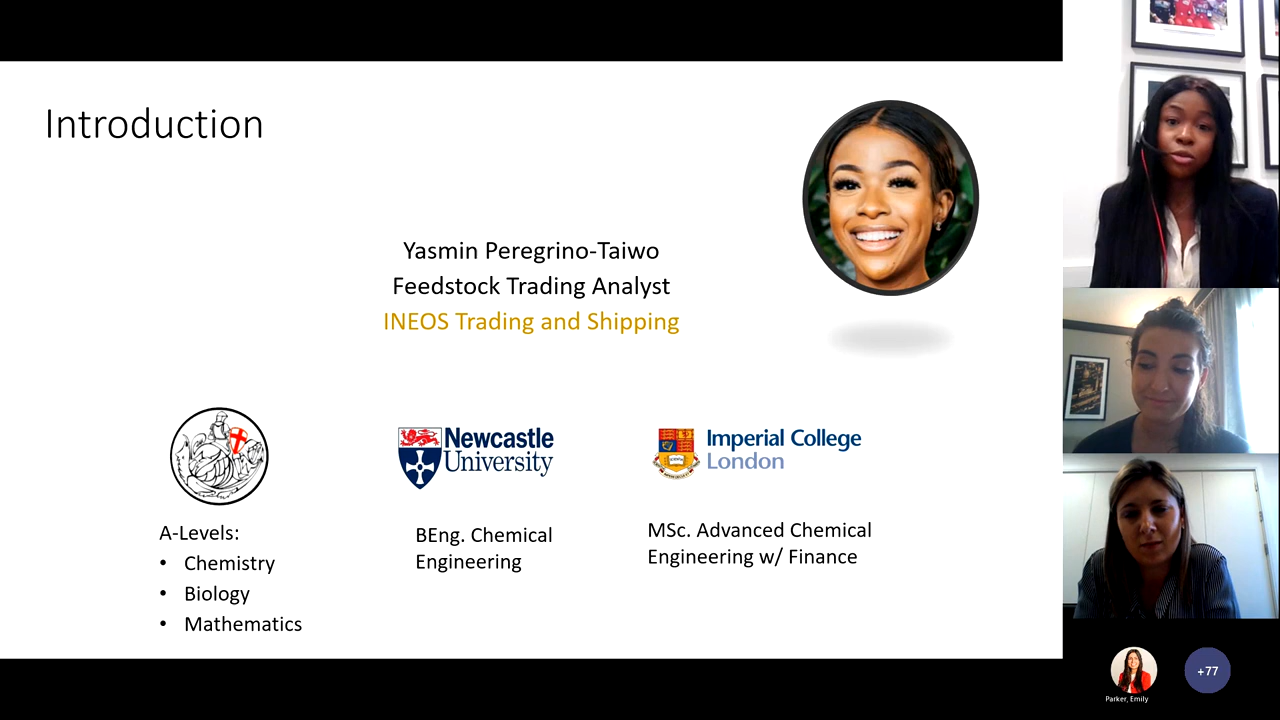 Introduction
Yasmin Peregrino-Taiwo
Feedstock Trading Analyst
INEOS Trading and Shipping
Newcastle
University
Imperial College
London
A-Levels:
• Chemistry
• Biology
• Mathematics
BEng. Chemical
Engineering
MSc. Advanced Chemical
Engineering w/ Finance
+77
Parker, Emily